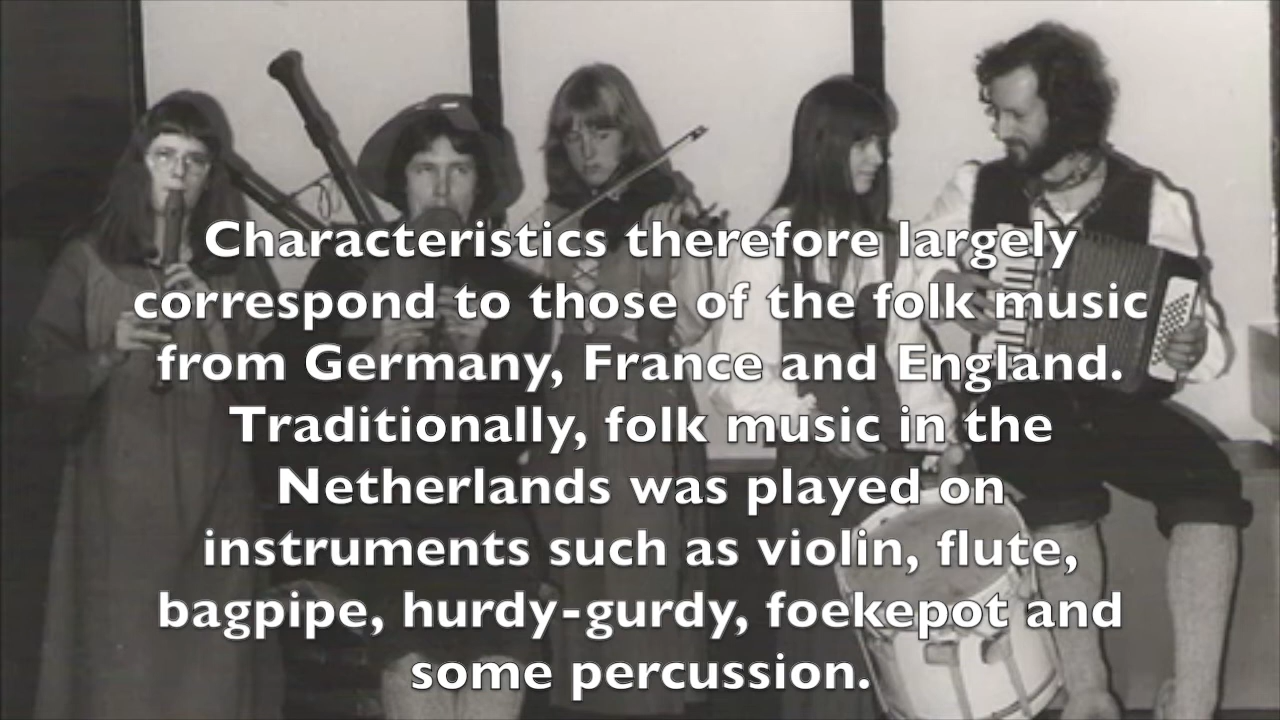 Characteristics therefore largely
correspond to those of the folk music
from Germany, France and England.
Traditionally, folk music in the
Netherlands was played on
instruments such as violin, flute,
bagpipe, hurdy-gurdy, foekepot and
some percussion.